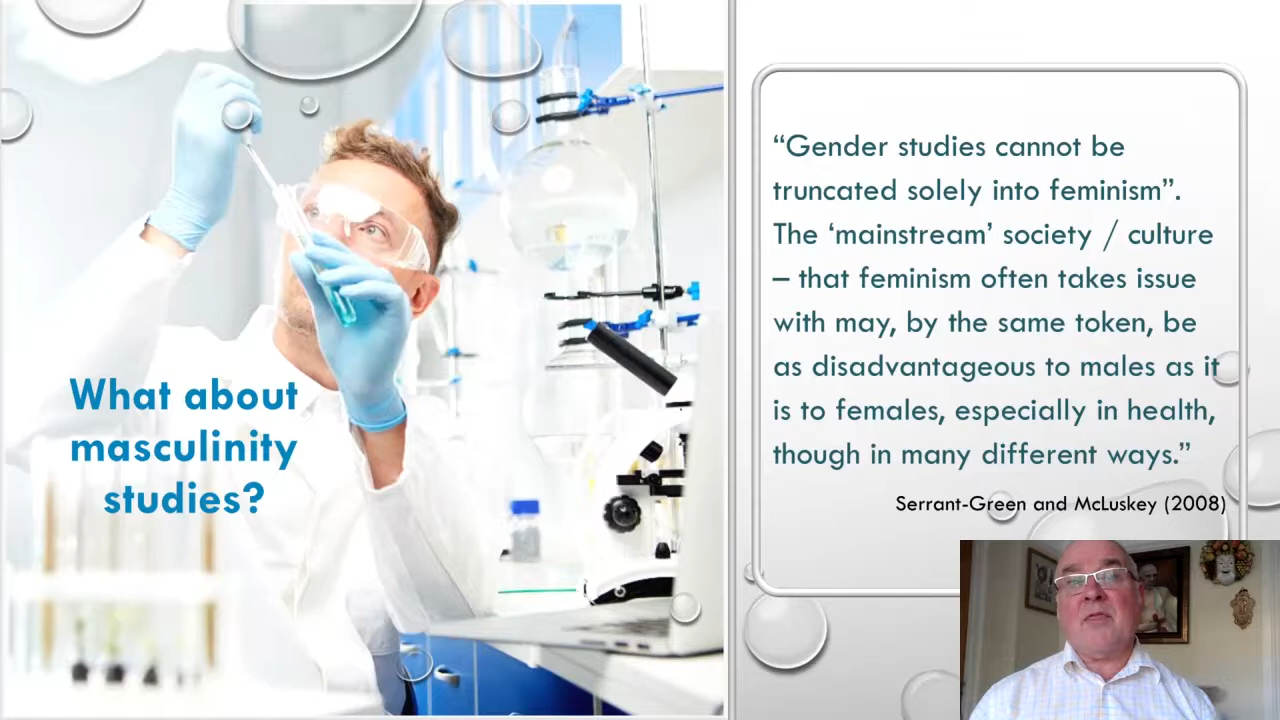 What about
masculinity
studies?
“Gender studies cannot be
truncated solely into feminism”.
The ‘mainstream’ society / culture
– that feminism often takes issue
with may, by the same token, be
as disadvantageous to males as it
is to females, especially in health,
though in many different ways.”
Serrant-Green and McLuskey (2008)